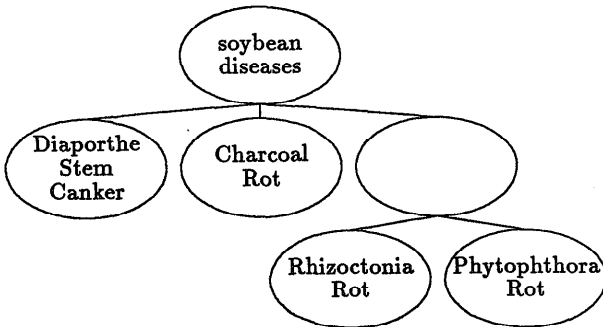 soybean
diseases
Diaporthe
Stem
Canker
Charcoal
Rot
Rhizoctonia
Rot
Phytophthora
Rot